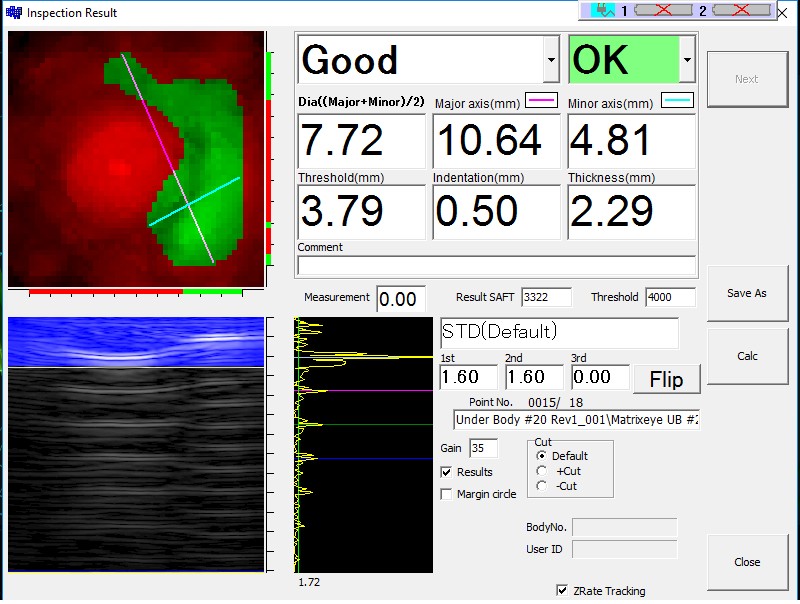 Inspection Result
1 2
Good OK
Next
Dia((Major+Minor)/2) Major axis(mm) Minor axis(mm)
7.72 10.64 4.81
Threshold(mm) Indentation(mm) Thickness(mm)
3.79 0.50 2.29
Comment
Measurement 0.00 Result SAFT 3322 Threshold 4000
Save As
STD(Default)
Calc
1st 2nd 3rd
1.60 1.60 0.00 Flip
Point No. 0015/ 18
Under Body #20 Rev1_001\Matrixeye UB #2
Gain 35
Cut
Default
Results
+Cut
-Cut
Margin circle
BodyNo.
User ID
Close
1.72
ZRate Tracking